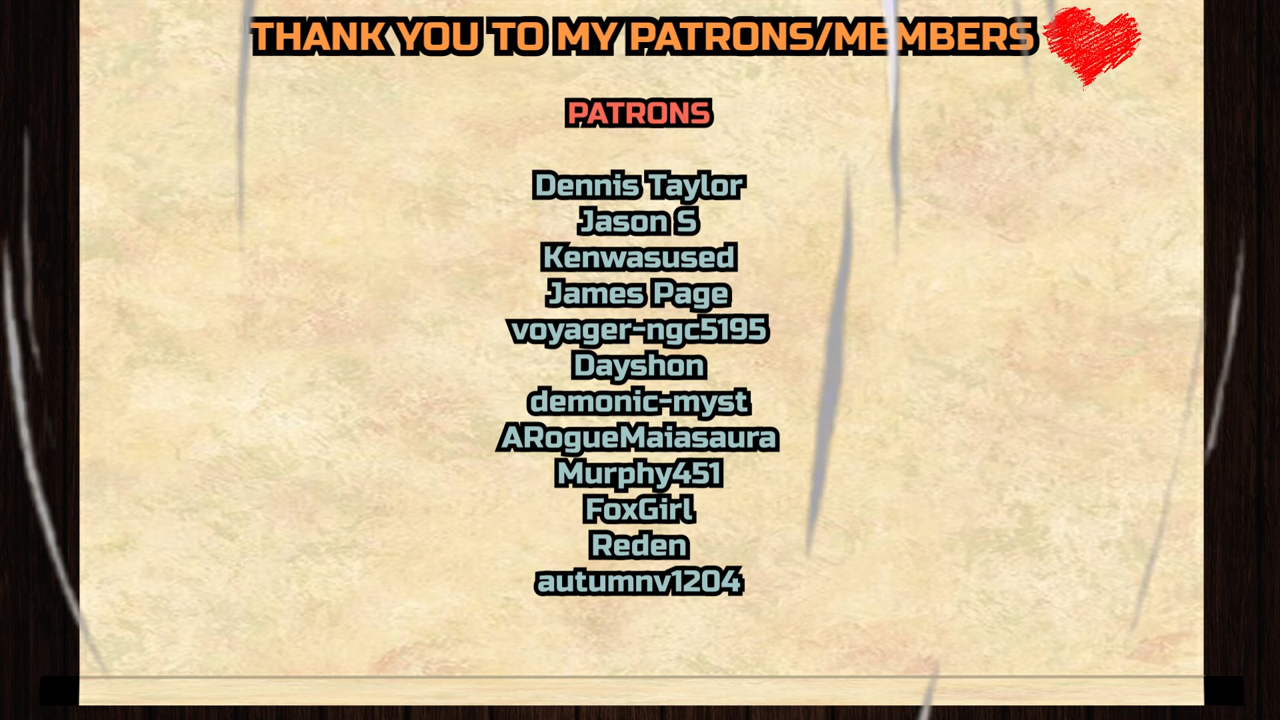 THANK YOU TO MY PATRONS/MEMBERS
PATRONS
Dennis Taylor
Jason S
Kenwasused
James Page
voyager-ngc5195
Dayshon
demonic-myst
ARogueMaiasaura
Murphy451
FoxGirl
Reden
autumnv1204